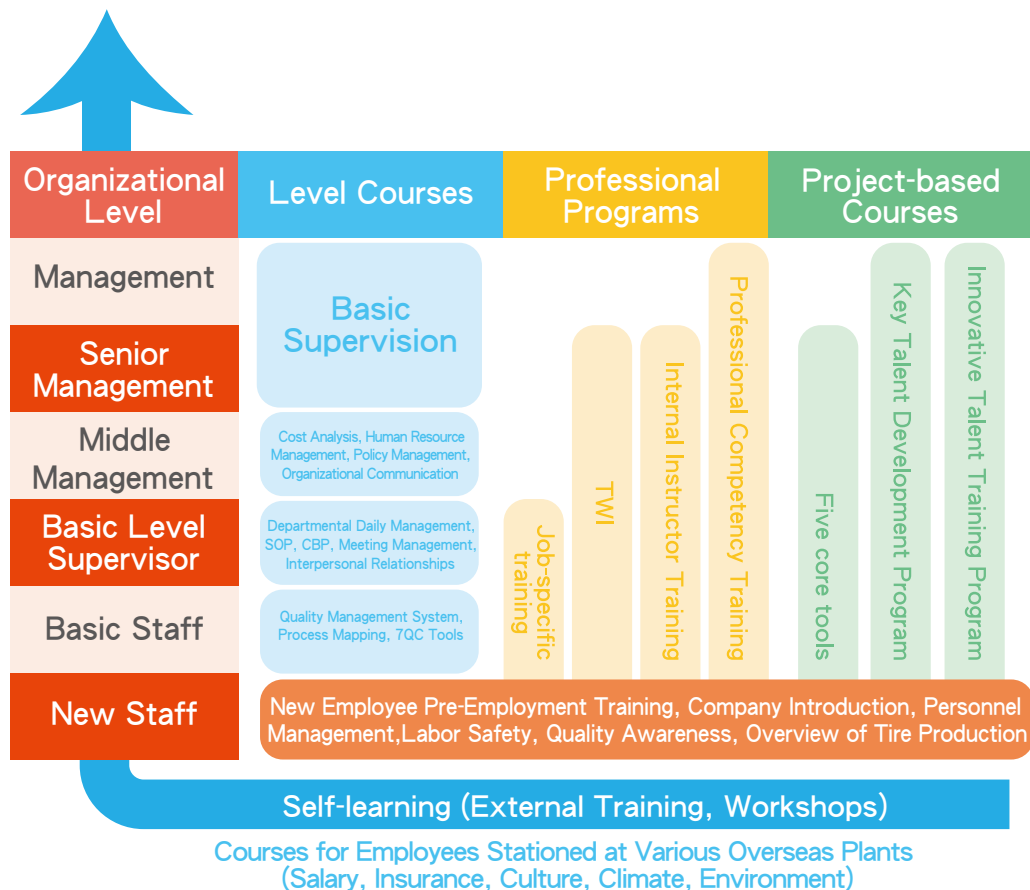 Organizational
Level
Level Courses
Professional
Programs
Project-based
Courses
Management
Senior
Management
Middle
Management
Basic Level
Supervisor
Basic Staff
New Staff
Basic
Supervision
Cost Analysis, Human Resource
Management, Policy Management,
Organizational Communication
Departmental Daily Management,
SOP, CBP, Meeting Management,
Interpersonal Relationships
Quality Management System,
Process Mapping, 7QC Tools
Job-specific
training
TWI
Internal Instructor Training
Professional Competency Training
Five core tools
Key Talent Development Program
Innovative Talent Training Program
New Employee Pre-Employment Training, Company Introduction, Personnel
Management,Labor Safety, Quality Awareness, Overview of Tire Production
Self-learning (External Training, Workshops)
Courses for Employees Stationed at Various Overseas Plants
(Salary, Insurance, Culture, Climate, Environment)